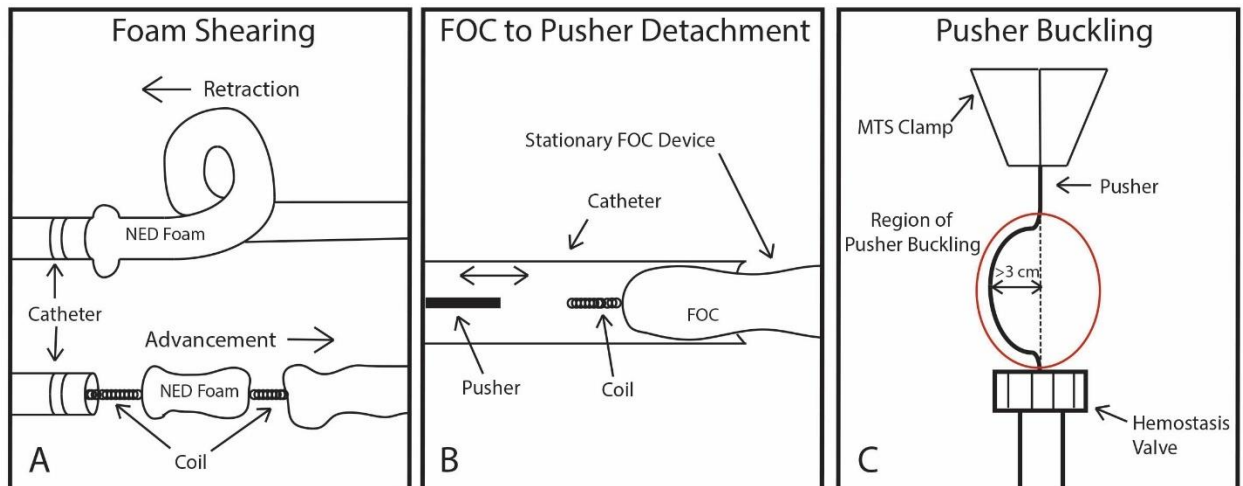 Foam Shearing
Retraction
NED Foam
Catheter
Advancement
NED Foam
Coil
A
FOC to Pusher Detachment
Stationary FOC Device
Catheter
FOC
Pusher
Coil
B
Pusher Buckling
MTS Clamp
Pusher
Region of
Pusher Buckling
>3 cm
Hemostasis
Valve
C